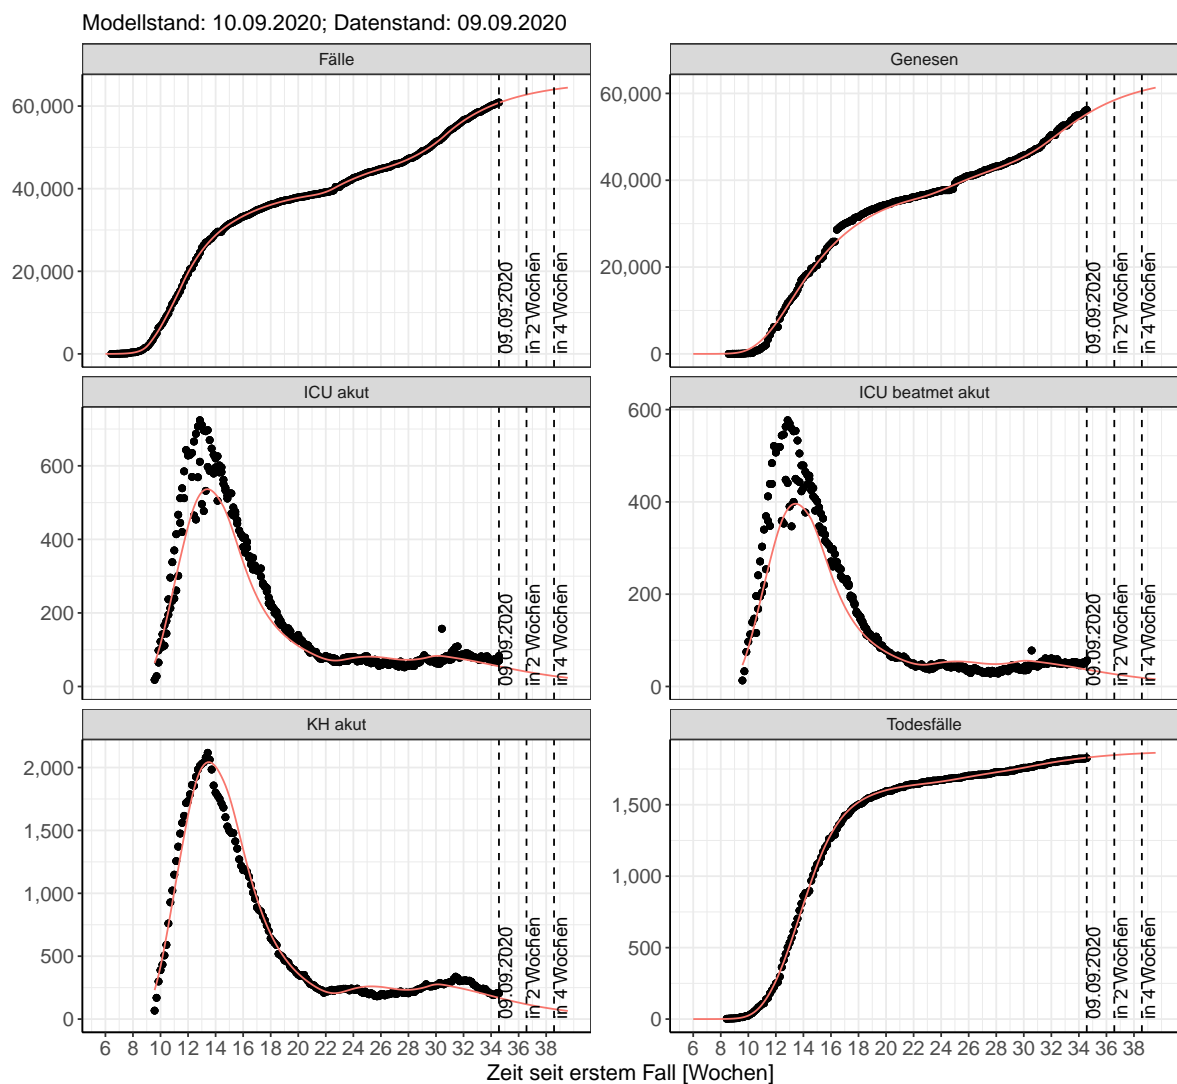 Modellstand: 10.09.2020; Datenstand: 09.09.2020
Fälle
Genesen
60,000
40,000
20,000
0
09.09.2020
in 2 Wochen
in 4 Wochen
60,000
40,000
20,000
0
09.09.2020
in 2 Wochen
in 4 Wochen
ICU akut
ICU beatmet akut
600
400
200
0
09.09.2020
in 2 Wochen
in 4 Wochen
600
400
200
0
09.09.2020
in 2 Wochen
in 4 Wochen
KH akut
Todesfälle
2,000
1,500
1,000
500
0
09.09.2020
in 2 Wochen
in 4 Wochen
1,500
1,000
500
0
09.09.2020
in 2 Wochen
in 4 Wochen
6 8 10 12 14 16 18 20 22 24 26 28 30 32 34 36 38
6 8 10 12 14 16 18 20 22 24 26 28 30 32 34 36 38
Zeit seit erstem Fall [Wochen]